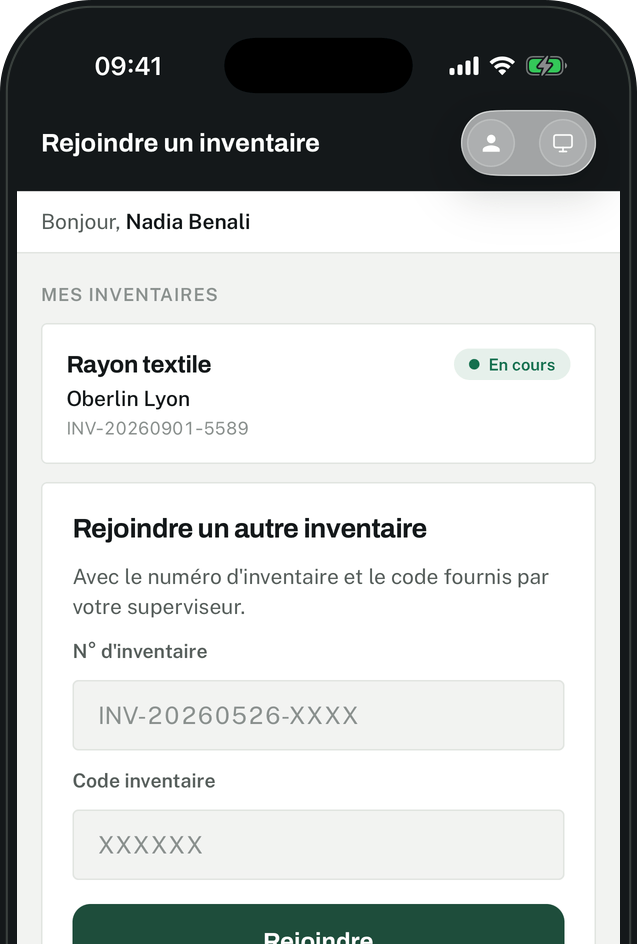 09:41
Rejoindre un inventaire
Bonjour, Nadia Benali
MES INVENTAIRES
Rayon textile
En cours
Oberlin Lyon
INV-20260901-5589
Rejoindre un autre inventaire
Avec le numéro d'inventaire et le code fournis par
votre superviseur.
N° d'inventaire
INV-20260526-XXXX
Code inventaire
XXXXXX
Rejoindre